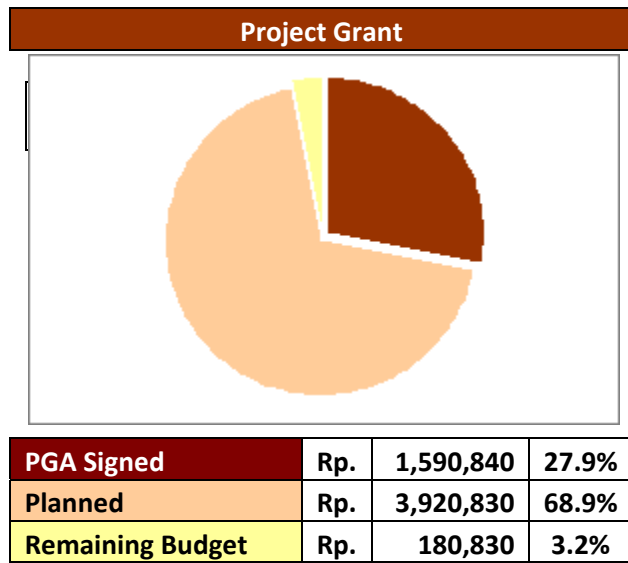 Project Grant
PGA Signed Rp. 1,590,840 27.9%
Planned Rp. 3,920,830 68.9%
Remaining Budget Rp. 180,830 3.2%